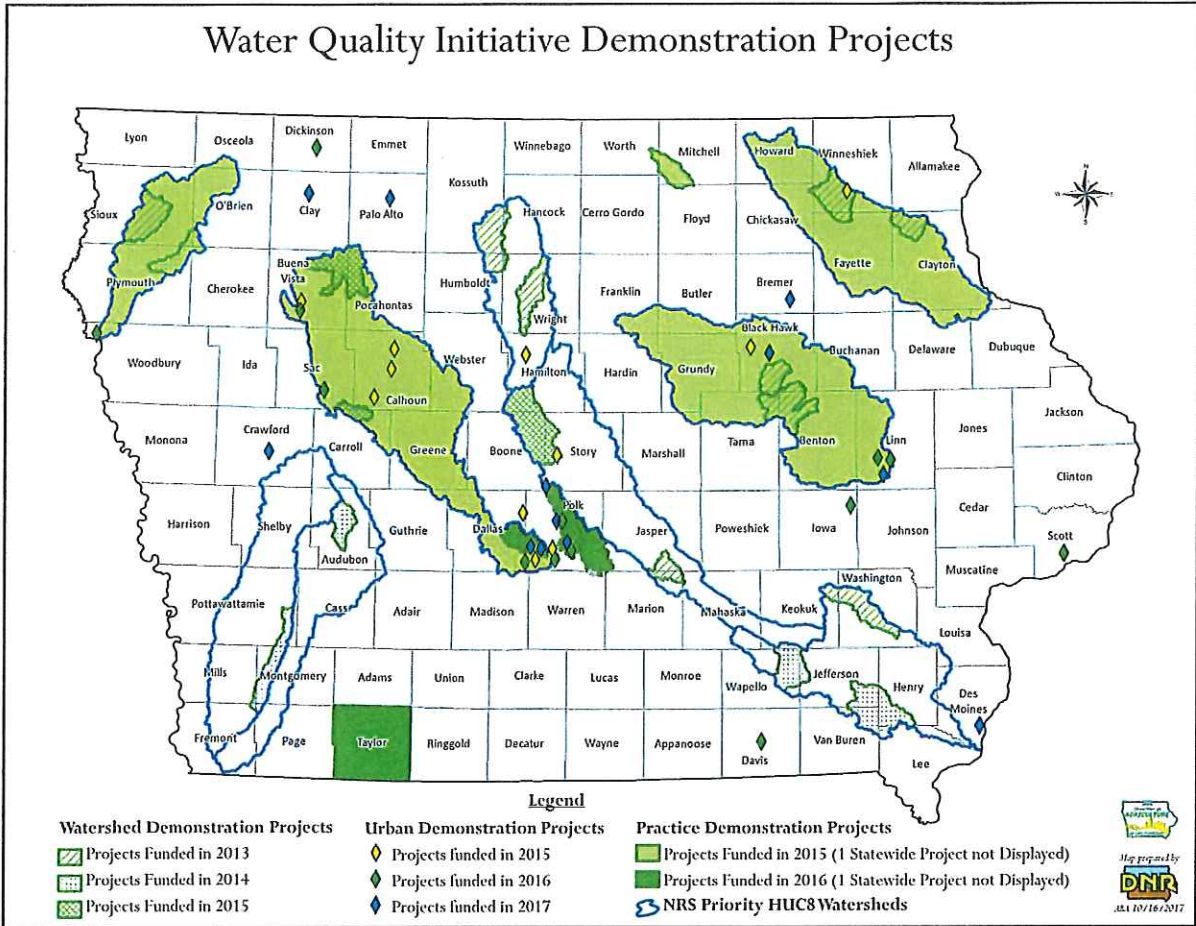 Water Quality Initiative Demonstration Projects
Lyon
Osceola
Dickinson
Emmet
Winnebago
Worth
Mitchell
Howard
Winneshiek
Allamakee
Kossuth
Hancock
Cerro Gordo
Floyd
Chickasaw
Sioux
O'Brien
Clay
Palo Alto
Fayette
Clayton
Plymouth
Cherokee
Buena
Vista
Pocahontas
Humboldt
Wright
Franklin
Butler
Bremer
Black Hawk
Buchanan
Delaware
Dubuque
Woodbury
Ida
Sac
Calhoun
Webster
Hamilton
Hardin
Grundy
Monona
Crawford
Carroll
Greene
Boone
Story
Marshall
Tama
Benton
Linn
Jones
Jackson
Clinton
Cedar
Harrison
Shelby
Audubon
Guthrie
Dallas
Polk
Jasper
Poweshiek
Iowa
Johnson
Scott
Muscatine
Pottawattamie
Cass
Adair
Madison
Warren
Marion
Mahaska
Keokuk
Washington
Louisa
Mills
Montgomery
Adams
Union
Clarke
Lucas
Monroe
Wapello
Jefferson
Henry
Des
Moines
Fremont
Page
Taylor
Ringgold
Decatur
Wayne
Appanoose
Davis
Van Buren
Lee
N
W
S
Legend
Watershed Demonstration Projects
Projects Funded in 2013
Projects Funded in 2014
Projects Funded in 2015
Urban Demonstration Projects
Projects funded in 2015
Projects funded in 2016
Projects funded in 2017
Practice Demonstration Projects
Projects Funded in 2015 (1 Statewide Project not Displayed)
Projects Funded in 2016 (1 Statewide Project not Displayed)
NRS Priority HUC8 Watersheds
AGRICULTURE
Map prepared by
DNR
10/16/2017